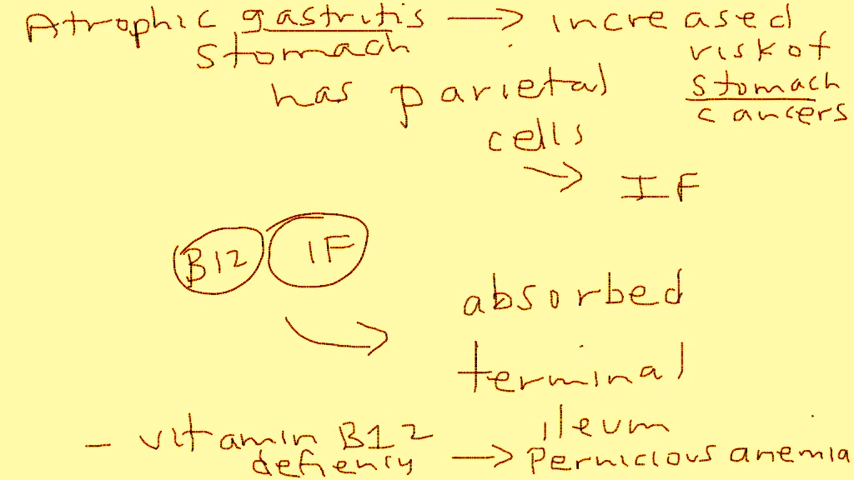 Atrophic gastritis → increased
risk of
stomach
cancers
stomach
has parietal
cells
→ IF
B12 IF
→ absorbed
terminal
ileum
- vitamin B12
defiency → Pernicious anemia